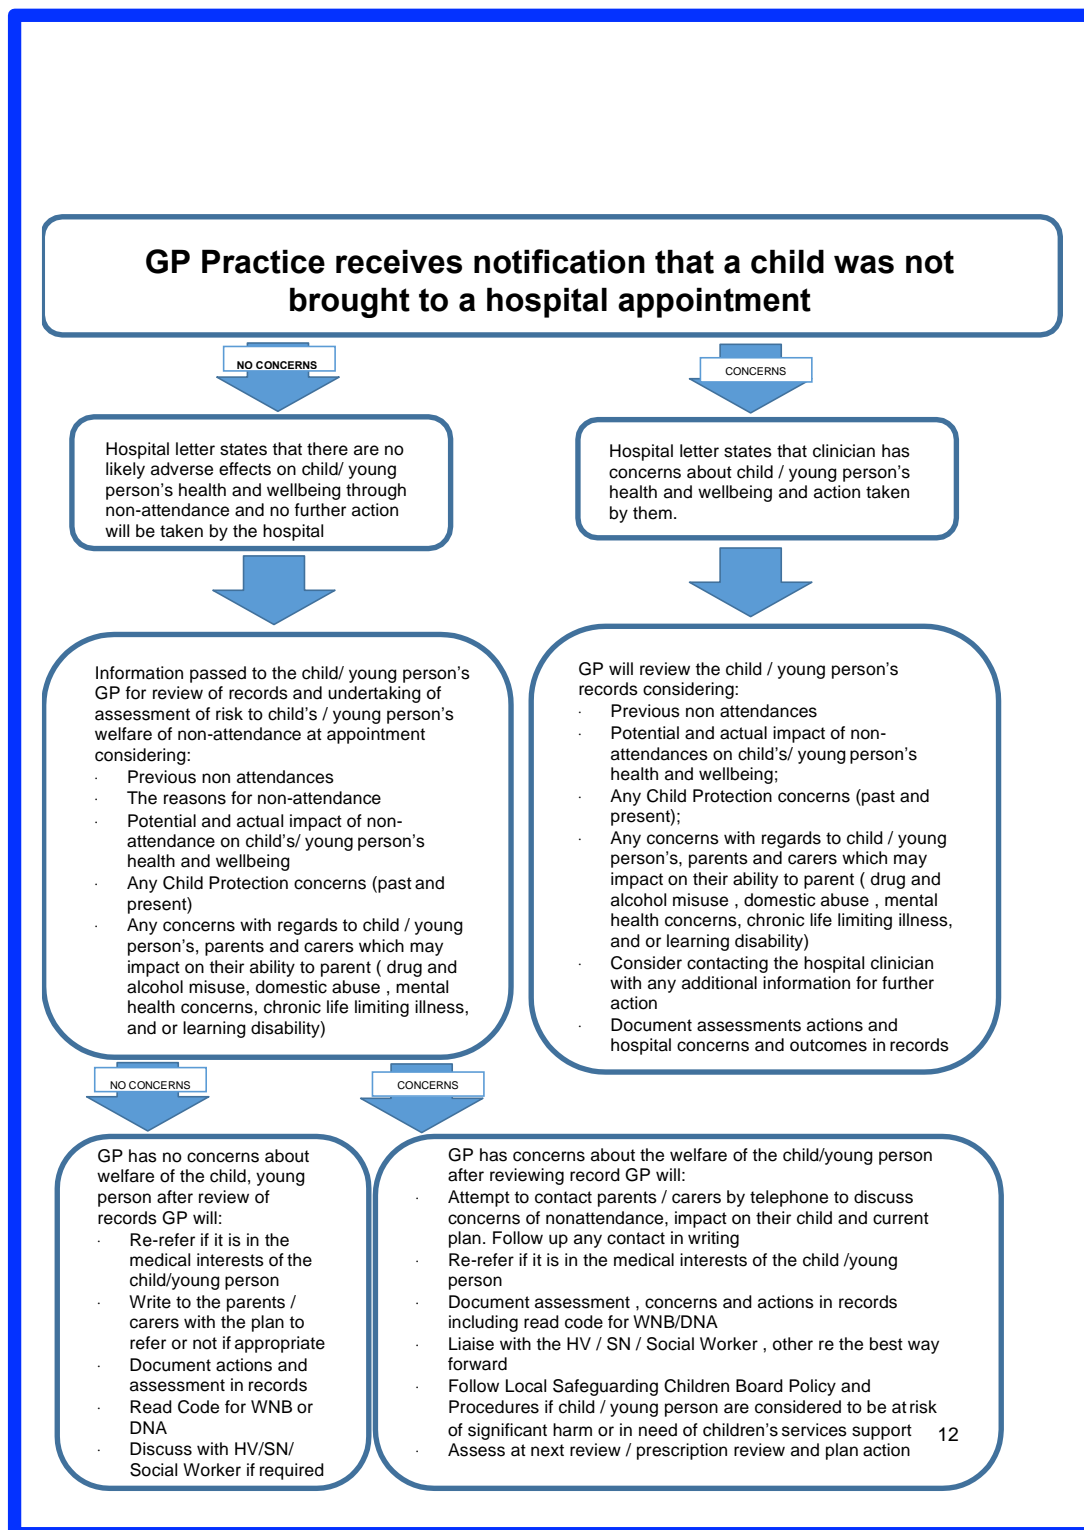 GP Practice receives notification that a child was not
brought to a hospital appointment
NO CONCERNS
CONCERNS
Hospital letter states that there are no
likely adverse effects on child/ young
person's health and wellbeing through
non-attendance and no further action
will be taken by the hospital
Hospital letter states that clinician has
concerns about child / young person's
health and wellbeing and action taken
by them.
Information passed to the child/ young person's
GP for review of records and undertaking of
assessment of risk to child's / young person's
welfare of non-attendance at appointment
considering:
· Previous non attendances
· The reasons for non-attendance
· Potential and actual impact of non-
attendance on child's/ young person's
health and wellbeing
· Any Child Protection concerns (past and
present)
· Any concerns with regards to child / young
person's, parents and carers which may
impact on their ability to parent ( drug and
alcohol misuse, domestic abuse , mental
health concerns, chronic life limiting illness,
and or learning disability)
GP will review the child / young person's
records considering:
· Previous non attendances
· Potential and actual impact of non-
attendances on child's/ young person's
health and wellbeing;
· Any Child Protection concerns (past and
present);
· Any concerns with regards to child / young
person's, parents and carers which may
impact on their ability to parent ( drug and
alcohol misuse , domestic abuse , mental
health concerns, chronic life limiting illness,
and or learning disability)
· Consider contacting the hospital clinician
with any additional information for further
action
· Document assessments actions and
hospital concerns and outcomes in records
NO CONCERNS
CONCERNS
GP has no concerns about
welfare of the child, young
person after review of
records GP will:
· Re-refer if it is in the
medical interests of the
child/young person
· Write to the parents /
carers with the plan to
refer or not if appropriate
· Document actions and
assessment in records
· Read Code for WNB or
DNA
· Discuss with HV/SN/
Social Worker if required
GP has concerns about the welfare of the child/young person
after reviewing record GP will:
· Attempt to contact parents / carers by telephone to discuss
concerns of nonattendance, impact on their child and current
plan. Follow up any contact in writing
· Re-refer if it is in the medical interests of the child /young
person
· Document assessment , concerns and actions in records
including read code for WNB/DNA
· Liaise with the HV / SN / Social Worker , other re the best way
forward
· Follow Local Safeguarding Children Board Policy and
Procedures if child / young person are considered to be at risk
of significant harm or in need of children's services support
· Assess at next review / prescription review and plan action
12